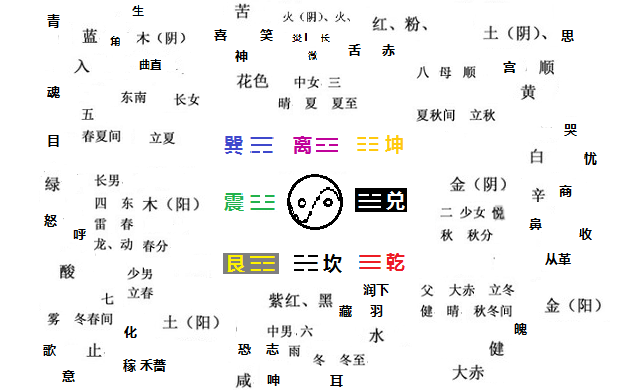 青 生 苦 火（阴）、火、 红、粉、 土（阴）、 思
蓝 角 木（阴） 喜 笑 长 舌 赤
神 微
入 曲直 花色 中女 三 八 母 顺 宫 顺
魂 东南 长女 晴 夏 夏至 黄
五 夏秋间 立秋
目 春夏间 立夏 哭
巽 离 坤 白 忧
绿 长男 金（阴）
四 东 木（阳） 震 兑 辛 商
怒 雷 春 二 少女 悦 鼻
呼 龙、动 春分 秋 秋分 收
艮 坎 乾 从革
酸 少男
七 立春 紫红、黑 润下 父 大赤 立冬
藏 羽 健 晴 秋冬间 金（阳）
雾 冬春间 土（阳） 中男 六 水 魄
化
歌 止 恐 志 雨 健
稼 禾蔷 冬 冬至
意 咸 呻 耳 大赤